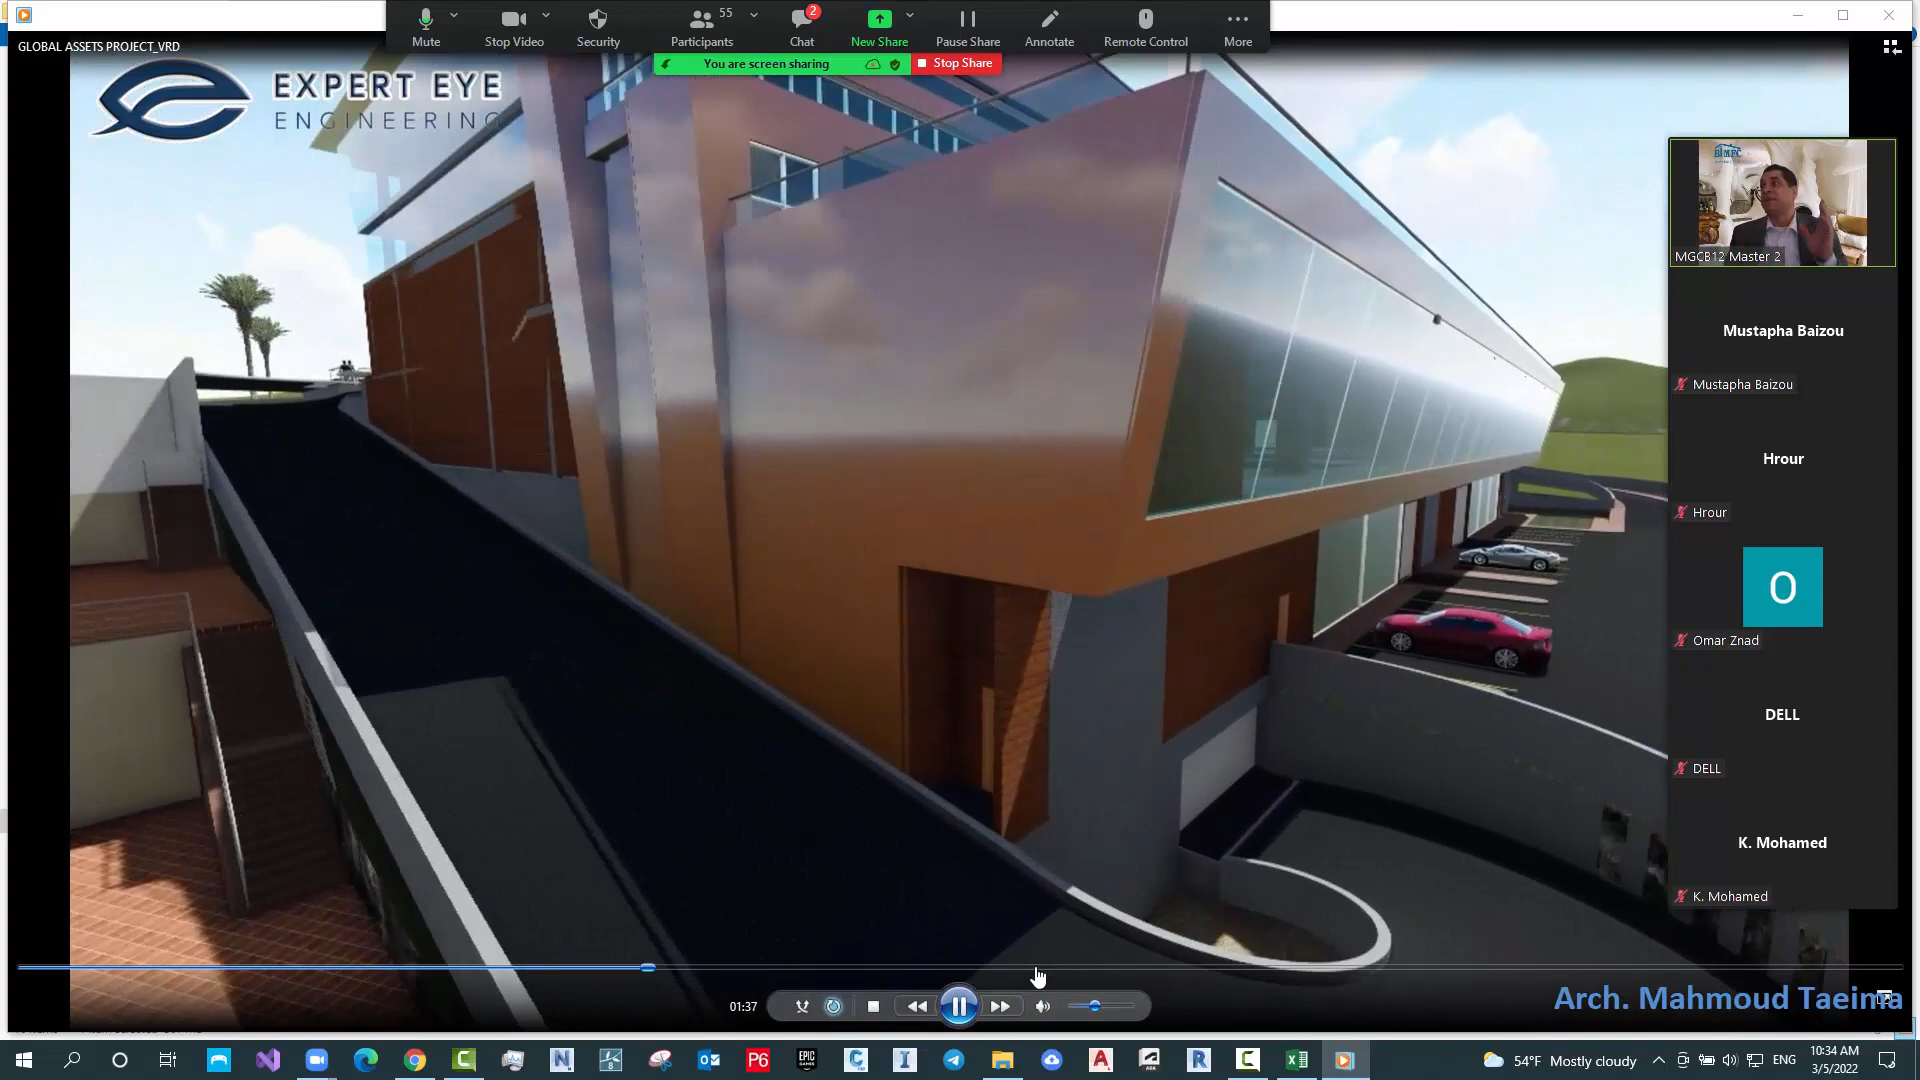 Mute
Stop Video
Security
55
Participants
2
Chat
New Share
Pause Share
Annotate
Remote Control
More
GLOBAL ASSETS PROJECT_VRD
You are screen sharing
Stop Share
EXPERT EYE
ENGINEERING
MGCB12 Master 2
Mustapha Baizou
Mustapha Baizou
Hrour
Hrour
O
Omar Znad
DELL
DELL
K. Mohamed
K. Mohamed
01:37
Arch. Mahmoud Taeima
P6
EPIC GAMES
54°F Mostly cloudy
ENG
10:34 AM
3/5/2022